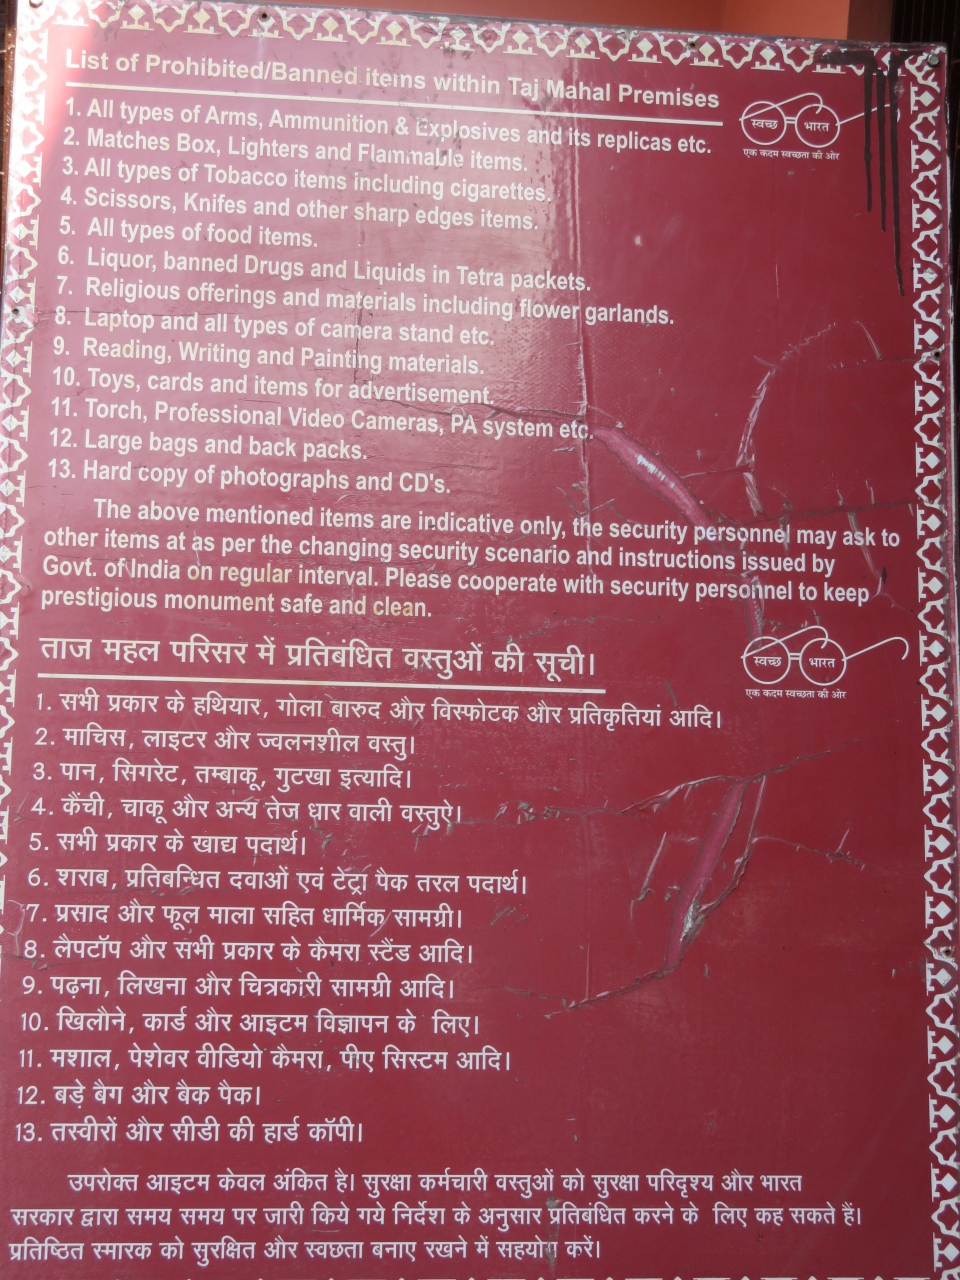 List of Prohibited/Banned items within Taj Mahal Premises
स्वच्छ भारत
एक कदम स्वच्छता की ओर
1. All types of Arms, Ammunition & Explosives and its replicas etc.
2. Matches Box, Lighters and Flammable items.
3. All types of Tobacco items including cigarettes.
4. Scissors, Knifes and other sharp edges items.
5. All types of food items.
6. Liquor, banned Drugs and Liquids in Tetra packets.
7. Religious offerings and materials including flower garlands.
8. Laptop and all types of camera stand etc.
9. Reading, Writing and Painting materials.
10. Toys, cards and items for advertisement.
11. Torch, Professional Video Cameras, PA system etc.
12. Large bags and back packs.
13. Hard copy of photographs and CD's.
The above mentioned items are indicative only, the security personnel may ask to
other items at as per the changing security scenario and instructions issued by
Govt. of India on regular interval. Please cooperate with security personnel to keep
prestigious monument safe and clean.
ताज महल परिसर में प्रतिबंधित वस्तुओं की सूची।
स्वच्छ भारत
एक कदम स्वच्छता की ओर
1. सभी प्रकार के हथियार, गोला बारुद और विस्फोटक और प्रतिकृतियां आदि।
2. माचिस, लाइटर और ज्वलनशील वस्तु।
3. पान, सिगरेट, तम्बाकू, गुटखा इत्यादि।
4. कैंची, चाकू और अन्य तेज धार वाली वस्तुऐ।
5. सभी प्रकार के खाद्य पदार्थ।
6. शराब, प्रतिबन्धित दवाओं एवं टेट्रा पैक तरल पदार्थ।
7. प्रसाद और फूल माला सहित धार्मिक सामग्री।
8. लैपटॉप और सभी प्रकार के कैमरा स्टैंड आदि।
9. पढ़ना, लिखना और चित्रकारी सामग्री आदि।
10. खिलौने, कार्ड और आइटम विज्ञापन के लिए।
11. मशाल, पेशेवर वीडियो कैमरा, पीए सिस्टम आदि।
12. बड़े बैग और बैक पैक।
13. तस्वीरों और सीडी की हार्ड कॉपी।
उपरोक्त आइटम केवल अंकित है। सुरक्षा कर्मचारी वस्तुओं को सुरक्षा परिदृश्य और भारत
सरकार द्वारा समय समय पर जारी किये गये निर्देश के अनुसार प्रतिबंधित करने के लिए कह सकते हैं।
प्रतिष्ठित स्मारक को सुरक्षित और स्वछता बनाए रखने में सहयोग करें।